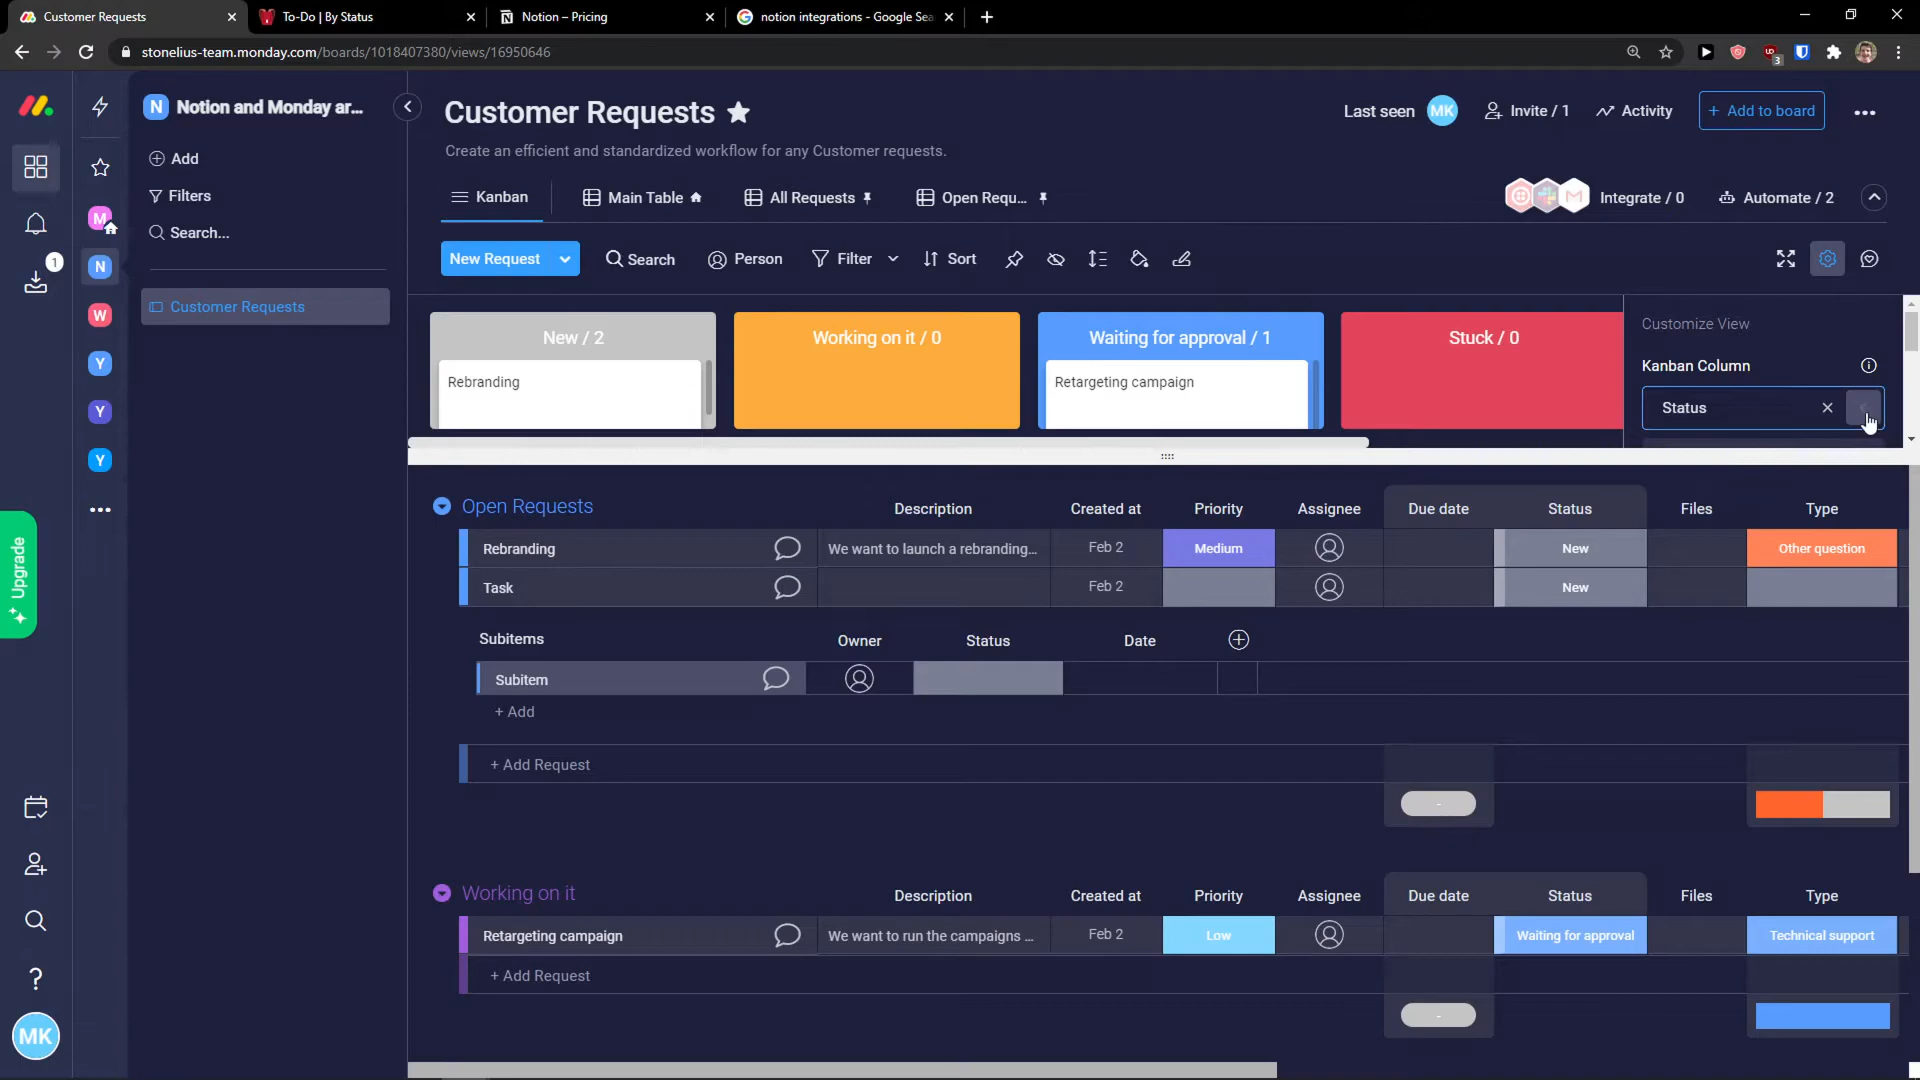 Customer Requests
To-Do | By Status
Notion – Pricing
notion integrations - Google Sea
stonelius-team.monday.com/boards/1018407380/views/16950646
3
N
Notion and Monday ar...
Add
Filters
Search...
Customer Requests
M
N
W
Y
Y
Y
1
Upgrade
?
MK
Customer Requests
Create an efficient and standardized workflow for any Customer requests.
Last seen
MK
Invite / 1
Activity
+ Add to board
Kanban
Main Table
All Requests
Open Requ...
Integrate / 0
Automate / 2
New Request
Search
Person
Filter
Sort
New / 2
Working on it / 0
Waiting for approval / 1
Stuck / 0
Rebranding
Retargeting campaign
Customize View
Kanban Column
Status
Open Requests
Description
Created at
Priority
Assignee
Due date
Status
Files
Type
Rebranding
We want to launch a rebranding...
Feb 2
Medium
New
Other question
Task
Feb 2
New
Subitems
Owner
Status
Date
Subitem
+ Add
+ Add Request
-
Working on it
Description
Created at
Priority
Assignee
Due date
Status
Files
Type
Retargeting campaign
We want to run the campaigns ...
Feb 2
Low
Waiting for approval
Technical support
+ Add Request
-